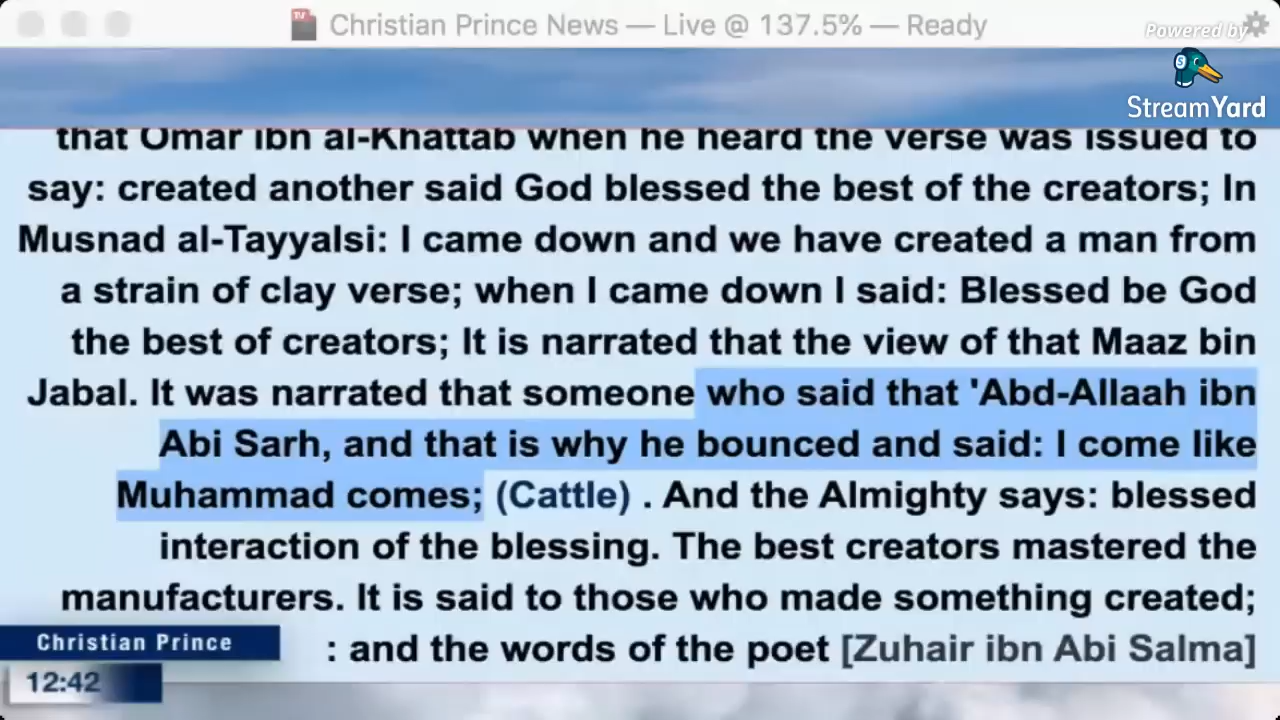 Christian Prince News — Live @ 137.5% — Ready
Powered by
StreamYard
that Omar ibn al-Khattab when he heard the verse was issued to
say: created another said God blessed the best of the creators; In
Musnad al-Tayyalsi: I came down and we have created a man from
a strain of clay verse; when I came down I said: Blessed be God
the best of creators; It is narrated that the view of that Maaz bin
Jabal. It was narrated that someone who said that 'Abd-Allaah ibn
Abi Sarh, and that is why he bounced and said: I come like
Muhammad comes; (Cattle) . And the Almighty says: blessed
interaction of the blessing. The best creators mastered the
manufacturers. It is said to those who made something created;
: and the words of the poet [Zuhair ibn Abi Salma]
Christian Prince
12:42